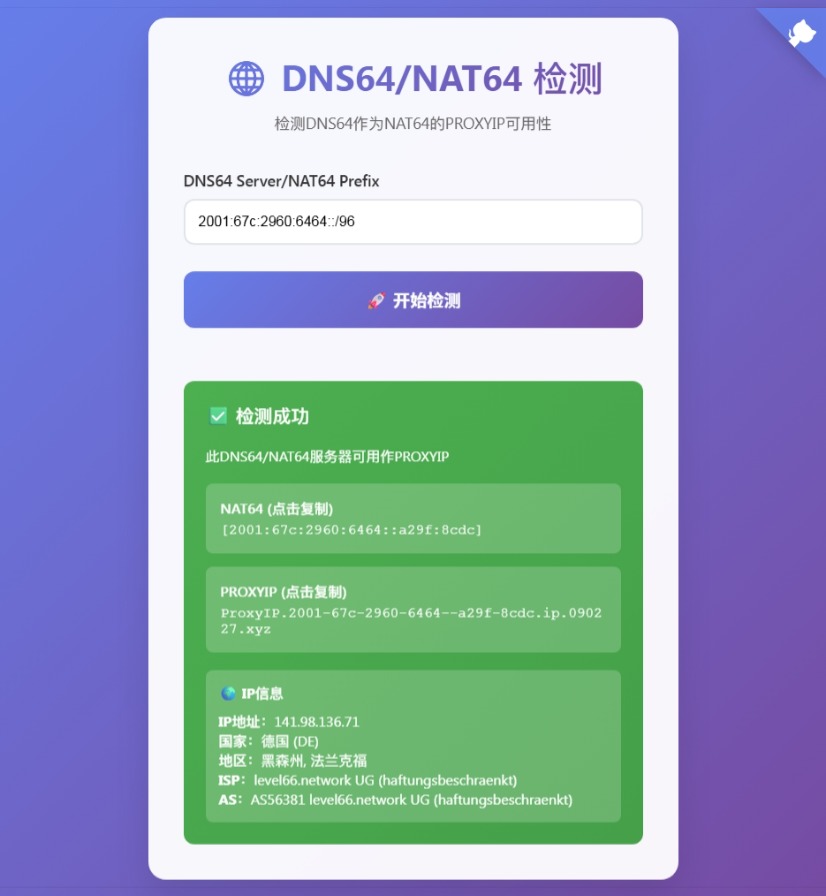 DNS64/NAT64 检测
检测DNS64作为NAT64的PROXYIP可用性
DNS64 Server/NAT64 Prefix
2001:67c:2960:6464::/96
开始检测
检测成功
此DNS64/NAT64服务器可用作PROXYIP
NAT64 (点击复制)
[2001:67c:2960:6464::a29f:8cdc]
PROXYIP (点击复制)
ProxyIP.2001-67c-2960-6464--a29f-8cdc.ip.0902
27.xyz
IP信息
IP地址： 141.98.136.71
国家： 德国 (DE)
地区： 黑森州, 法兰克福
ISP： level66.network UG (haftungsbeschraenkt)
AS： AS56381 level66.network UG (haftungsbeschraenkt)